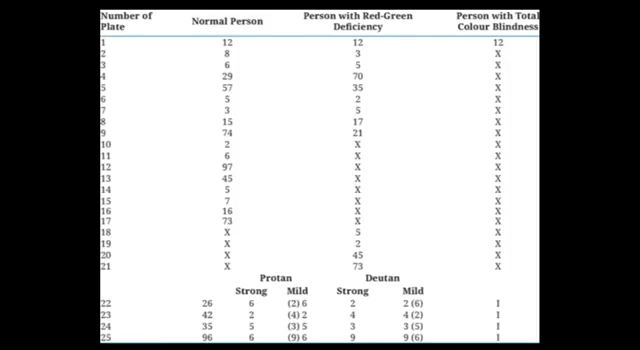 Number of Plate Normal Person Person with Red-Green Deficiency Person with Total Colour Blindness
1 12 12 12
2 8 3 X
3 6 5 X
4 29 70 X
5 57 35 X
6 5 2 X
7 3 5 X
8 15 17 X
9 74 21 X
10 2 X X
11 6 X X
12 97 X X
13 45 X X
14 5 X X
15 7 X X
16 16 X X
17 73 X X
18 X 5 X
19 X 2 X
20 X 45 X
21 X 73 X
Protan Deutan
Strong Mild Strong Mild
22 26 6 (2) 6 2 2 (6) I
23 42 2 (4) 2 4 4 (2) I
24 35 5 (3) 5 3 3 (5) I
25 96 6 (9) 6 9 9 (6) I